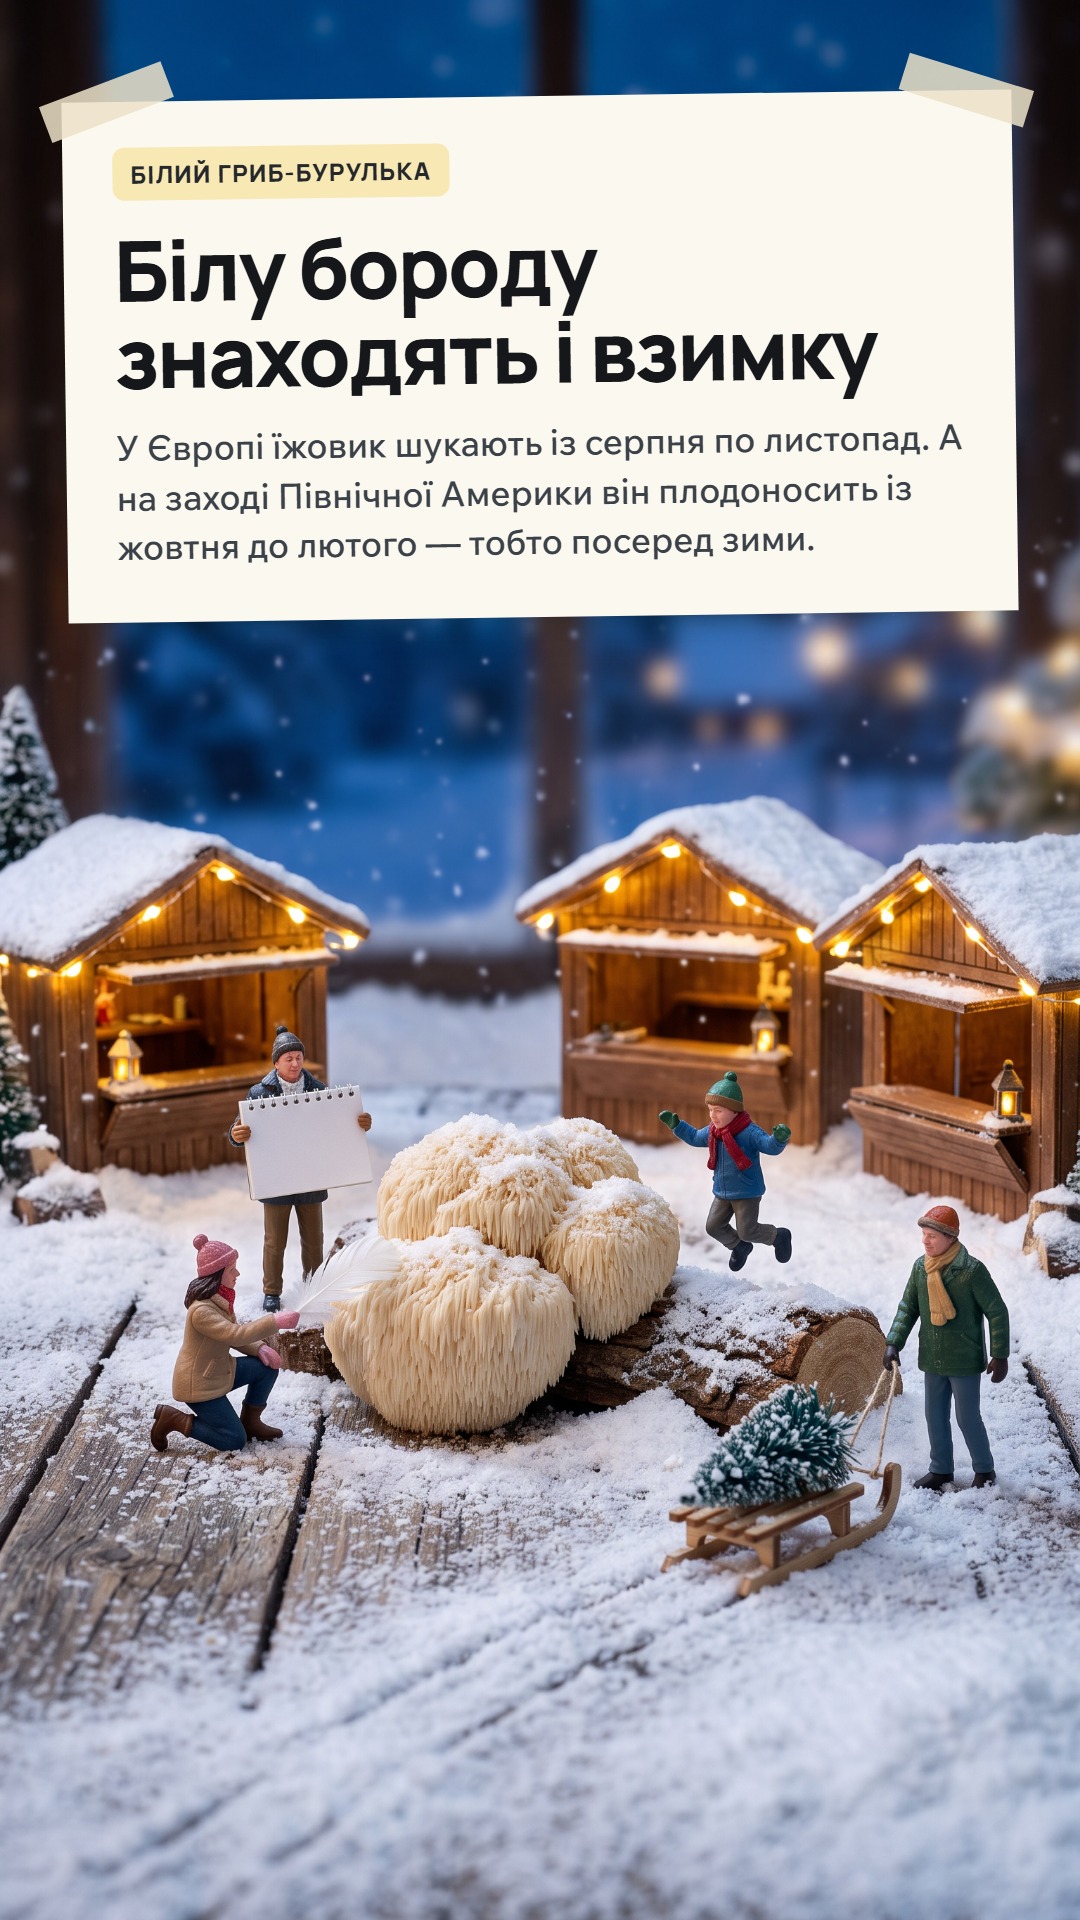 БІЛИЙ ГРИБ-БУРУЛЬКА
Білу бороду
знаходять і взимку
У Європі їжовик шукають із серпня по листопад. А
на заході Північної Америки він плодоносить із
жовтня до лютого — тобто посеред зими.